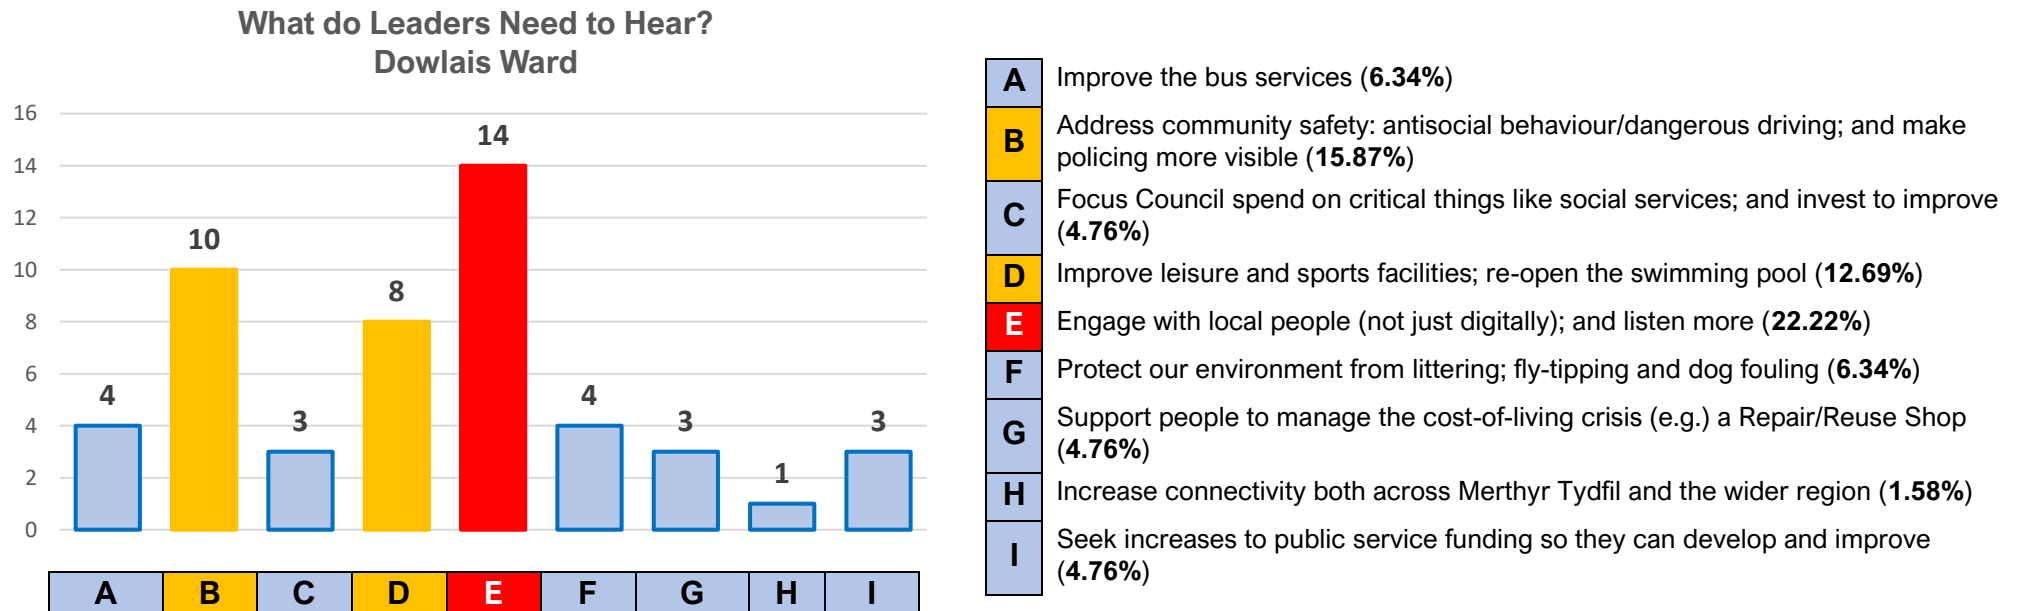 What do Leaders Need to Hear?
Dowlais Ward
16
14
12
10
8
6
4
2
0
4
10
3
8
14
4
3
1
3
A B C D E F G H I
A Improve the bus services (6.34%)
B Address community safety: antisocial behaviour/dangerous driving; and make
policing more visible (15.87%)
C Focus Council spend on critical things like social services; and invest to improve
(4.76%)
D Improve leisure and sports facilities; re-open the swimming pool (12.69%)
E Engage with local people (not just digitally); and listen more (22.22%)
F Protect our environment from littering; fly-tipping and dog fouling (6.34%)
G Support people to manage the cost-of-living crisis (e.g.) a Repair/Reuse Shop
(4.76%)
H Increase connectivity both across Merthyr Tydfil and the wider region (1.58%)
I Seek increases to public service funding so they can develop and improve
(4.76%)